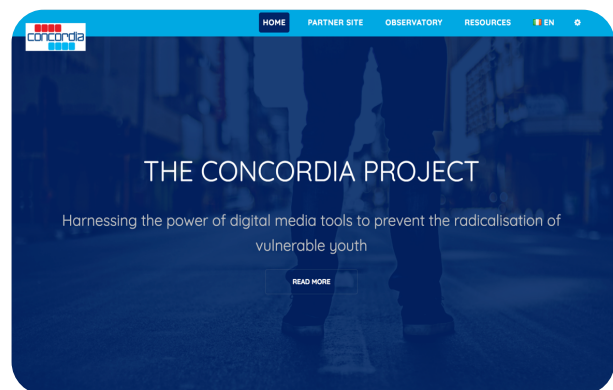 concordia
HOME PARTNER SITE OBSERVATORY RESOURCES EN
THE CONCORDIA PROJECT
Harnessing the power of digital media tools to prevent the radicalisation of
vulnerable youth
READ MORE